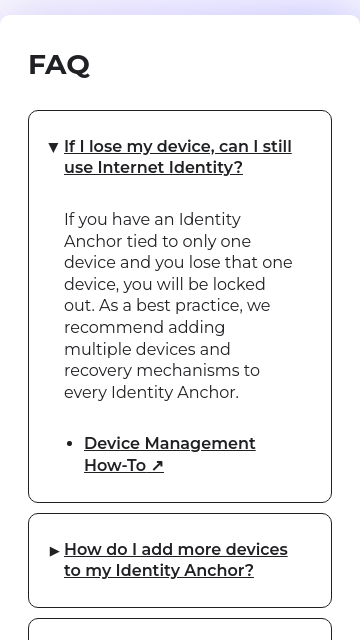 FAQ
▼ If I lose my device, can I still
use Internet Identity?
If you have an Identity
Anchor tied to only one
device and you lose that one
device, you will be locked
out. As a best practice, we
recommend adding
multiple devices and
recovery mechanisms to
every Identity Anchor.
• Device Management
How-To ↗
▶ How do I add more devices
to my Identity Anchor?